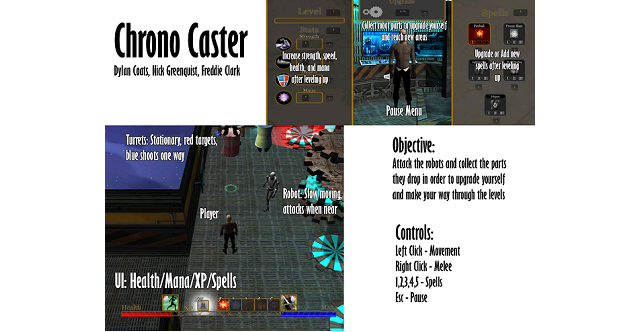 Chrono Caster
Dylan Coats, Nick Greenquist, Freddie Clark
Level
Stats
Strength
Increase strength, speed,
health, and mana
after leveling up
Mana
Upgrade
Collect robot parts to upgrade yourself
and reach new areas
Pause Menu
Spells
Fireball
Upgrade or Add new
spells after leveling
up
Turrets: Stationary, red targets,
blue shoots one way
Robot: Slow moving,
attacks when near
Player
UI: Health/Mana/XP/Spells
Health
Objective:
Attack the robots and collect the parts
they drop in order to upgrade yourself
and make your way through the levels
Controls:
Left Click - Movement
Right Click - Melee
1,2,3,4,5 - Spells
Esc - Pause